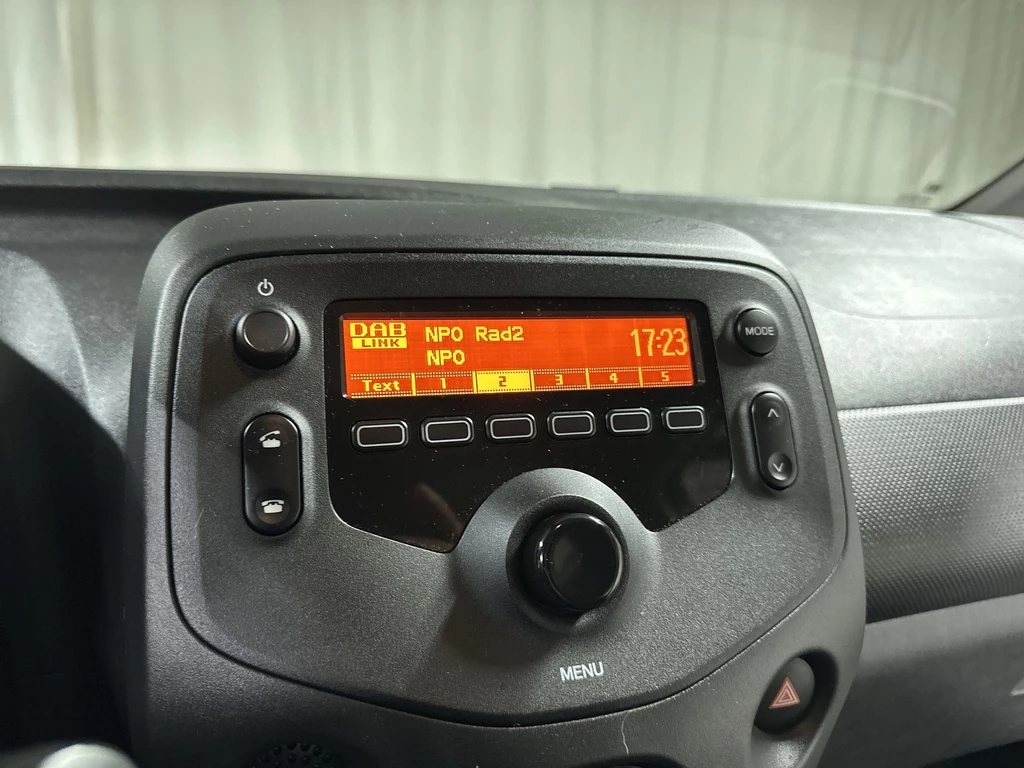 DAB
LINK
NPO Rad2
NPO
17:23
Text 1 2 3 4 5
MODE
MENU